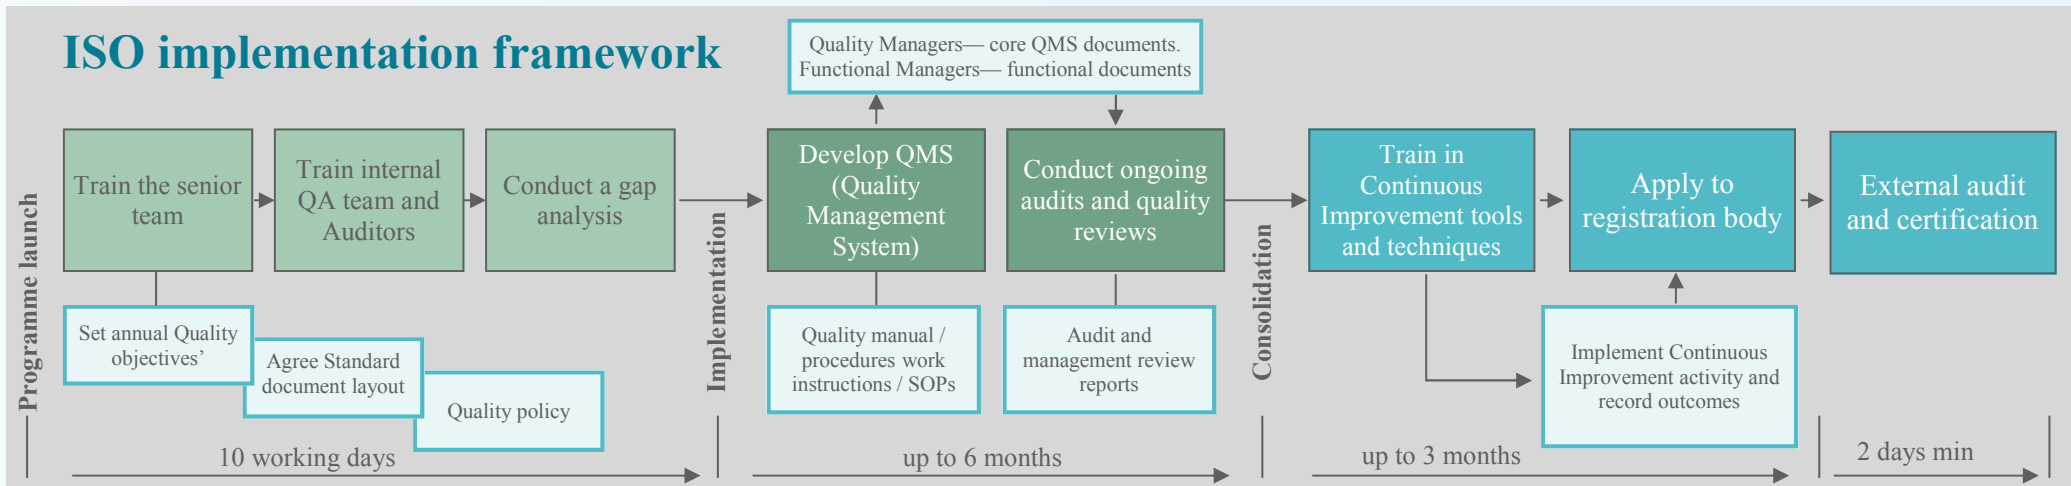 ISO implementation framework
Quality Managers— core QMS documents.
Functional Managers— functional documents
Programme launch
Train the senior
team
Train internal
QA team and
Auditors
Conduct a gap
analysis
Set annual Quality
objectives’
Agree Standard
document layout
Quality policy
10 working days
Implementation
Develop QMS
(Quality
Management
System)
Conduct ongoing
audits and quality
reviews
Quality manual /
procedures work
instructions / SOPs
Audit and
management review
reports
up to 6 months
Consolidation
Train in
Continuous
Improvement tools
and techniques
Apply to
registration body
External audit
and certification
Implement Continuous
Improvement activity and
record outcomes
up to 3 months
2 days min